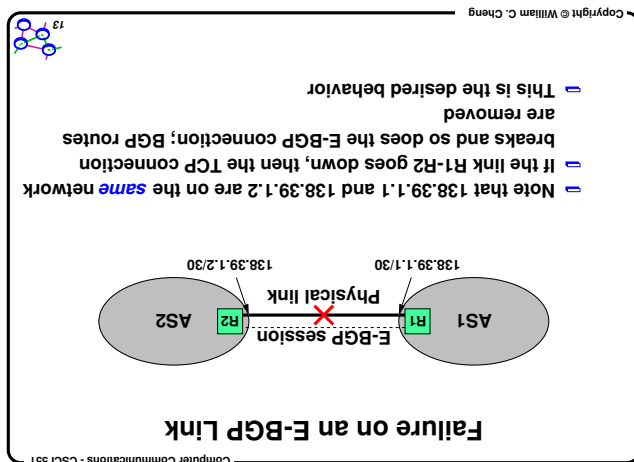 Computer Communications - CSCI 551
Failure on an E-BGP Link
E-BGP session
AS1
R1
R2
AS2
Physical link
138.39.1.1/30
138.39.1.2/30
Note that 138.39.1.1 and 138.39.1.2 are on the same network
If the link R1-R2 goes down, then the TCP connection
breaks and so does the E-BGP connection; BGP routes
are removed
This is the desired behavior
13
Copyright © William C. Cheng